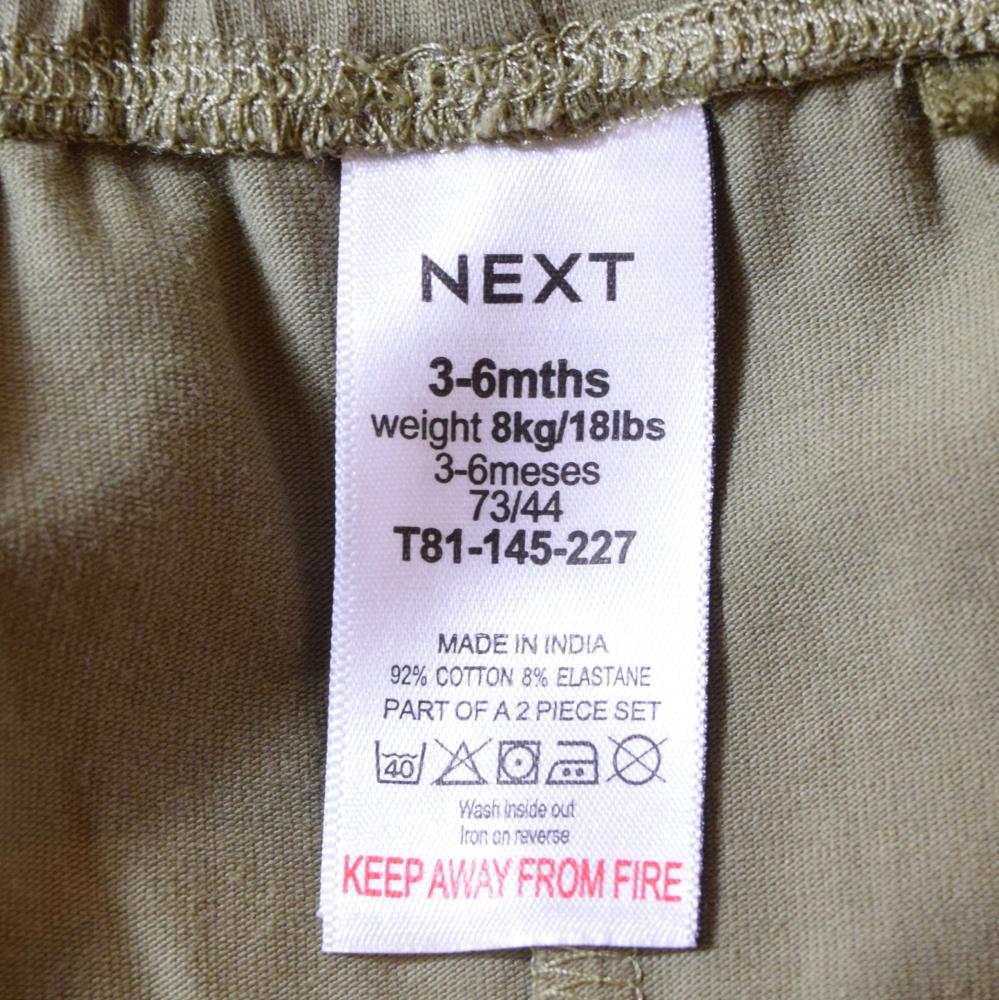 NEXT
3-6mths
weight 8kg/18lbs
3-6meses
73/44
T81-145-227
MADE IN INDIA
92% COTTON 8% ELASTANE
PART OF A 2 PIECE SET
40
Wash inside out
Iron on reverse
KEEP AWAY FROM FIRE